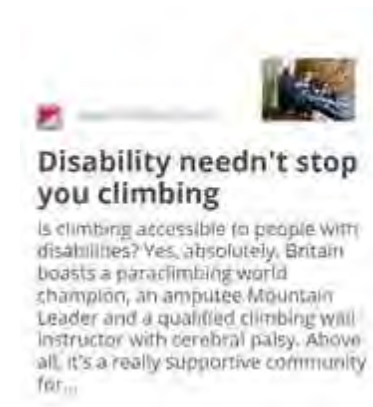 Disability needn't stop
you climbing
Is climbing accessible to people with
disabilities? Yes, absolutely. Britain
boasts a paraclimbing world
champion, an amputee Mountain
Leader and a qualified climbing wall
instructor with cerebral palsy. Above
all, it's a really supportive community
for...